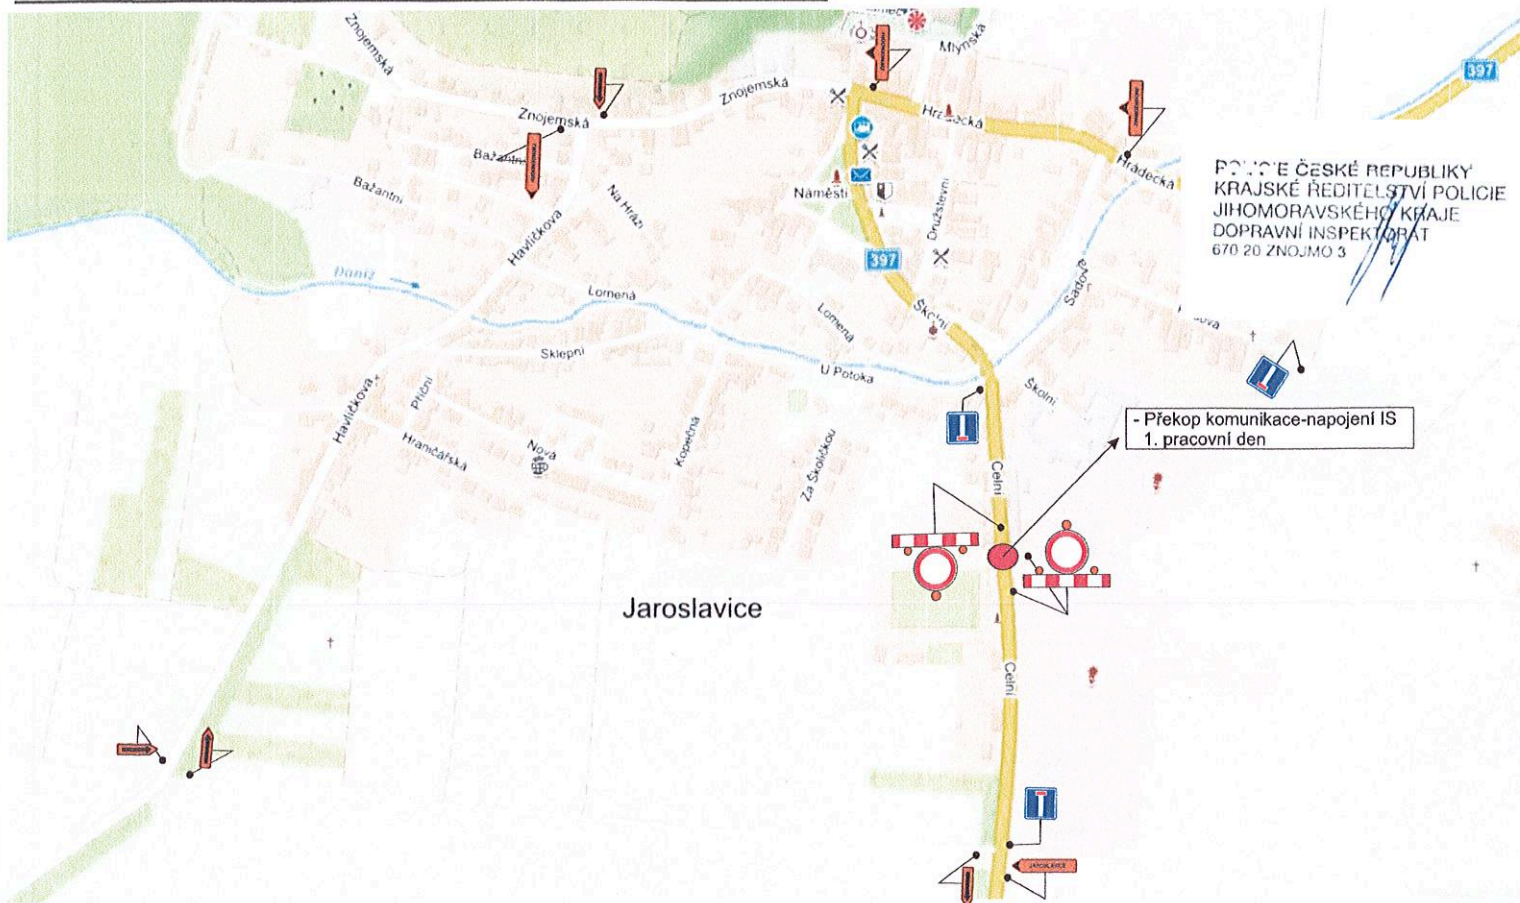 Mlýnská
Znojemská
Znojemská
Znojemská
Hrádecká
Hrádecká
397
Bažantní
Bažantní
Na Hrázi
Náměstí
Družstevní
Havlíčkova
397
POLICIE ČESKÉ REPUBLIKY
KRAJSKÉ ŘEDITELSTVÍ POLICIE
JIHOMORAVSKÉHO KRAJE
DOPRAVNÍ INSPEKTORÁT
670 20 ZNOJMO 3
Daníž
Lomená
Lomená
Školní
Sadová
Sklepní
U Potoka
Školní
Příční
Havlíčkova
Hraničářská
Nová
Kopečná
Za Školičkou
Celní
- Překop komunikace-napojení IS
1. pracovní den
Jaroslavice
Celní
JAROSLAVICE